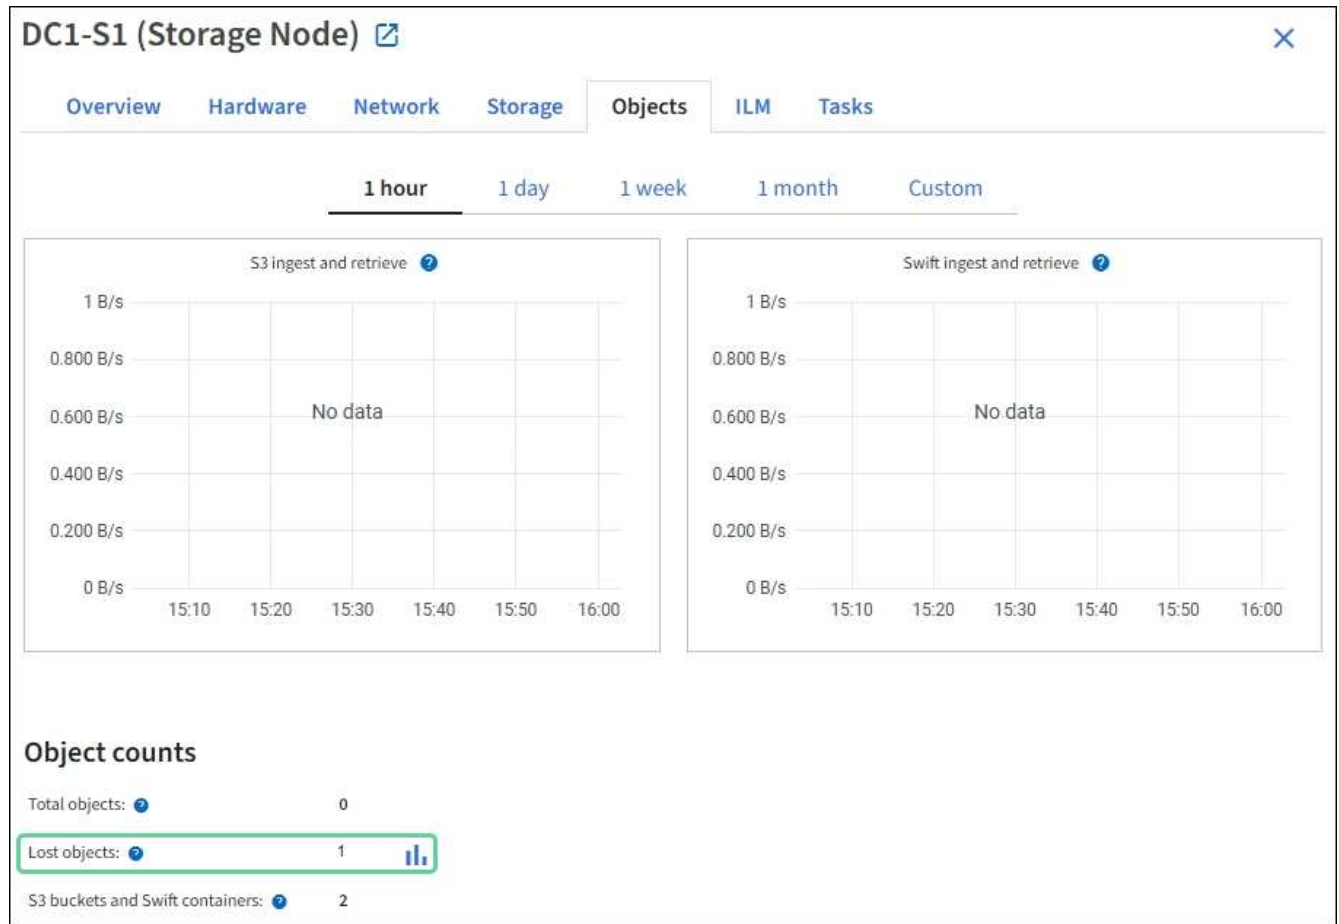 DC1-S1 (Storage Node)
Overview Hardware Network Storage Objects ILM Tasks
1 hour 1 day 1 week 1 month Custom
S3 ingest and retrieve
1 B/s
0.800 B/s
0.600 B/s
0.400 B/s
0.200 B/s
0 B/s
No data
15:10 15:20 15:30 15:40 15:50 16:00
Swift ingest and retrieve
1 B/s
0.800 B/s
0.600 B/s
0.400 B/s
0.200 B/s
0 B/s
No data
15:10 15:20 15:30 15:40 15:50 16:00
Object counts
Total objects: 0
Lost objects: 1
S3 buckets and Swift containers: 2